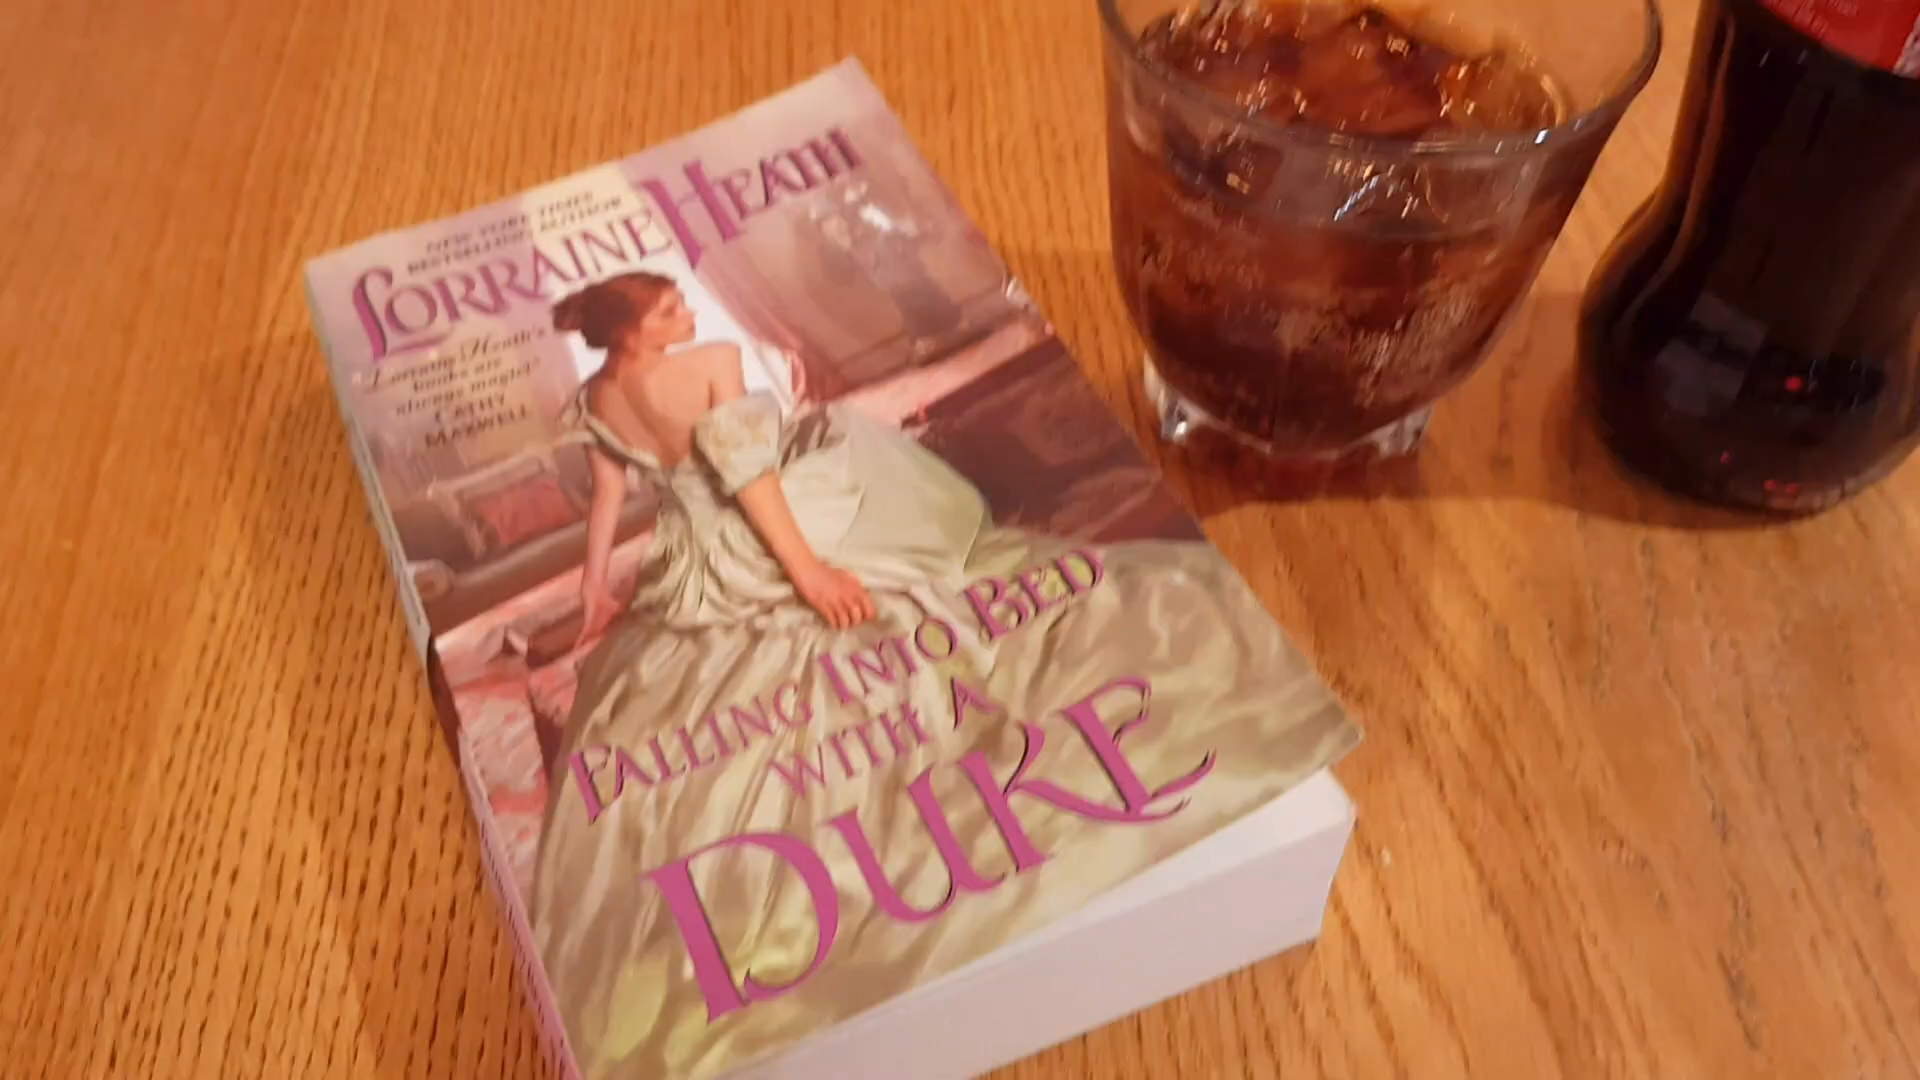 NEW YORK TIMES
BESTSELLING AUTHOR
LORRAINE HEATH
"Lorraine Heath's
books are
always magic!"
CATHY
MAXWELL
FALLING INTO BED
WITH A
DUKE